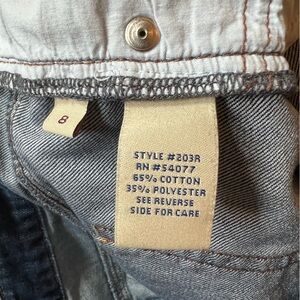 8
STYLE #203R
RN #54077
65% COTTON
35% POLYESTER
SEE REVERSE
SIDE FOR CARE